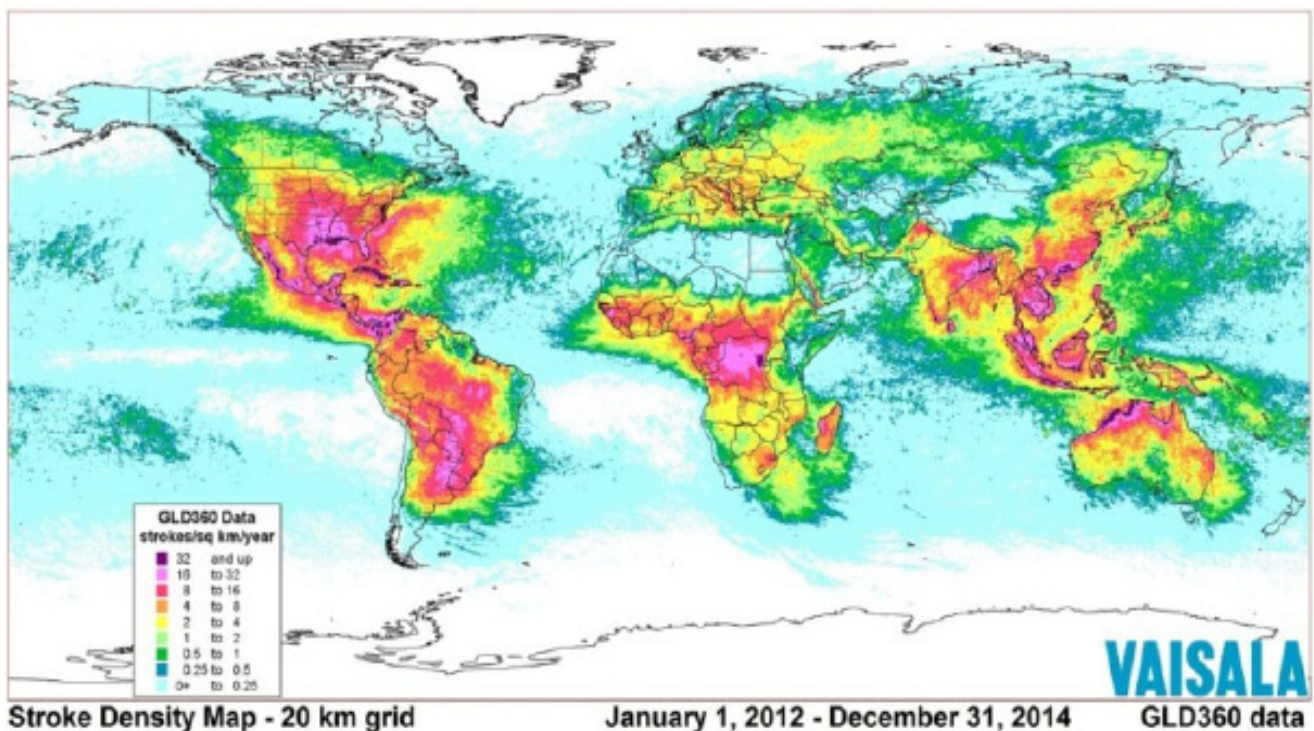 GLD360 Data
strokes/sq km/year
32 and up
16 to 32
8 to 16
4 to 8
2 to 4
1 to 2
0.5 to 1
0.25 to 0.5
0+ to 0.25
VAISALA
Stroke Density Map - 20 km grid January 1, 2012 - December 31, 2014 GLD360 data